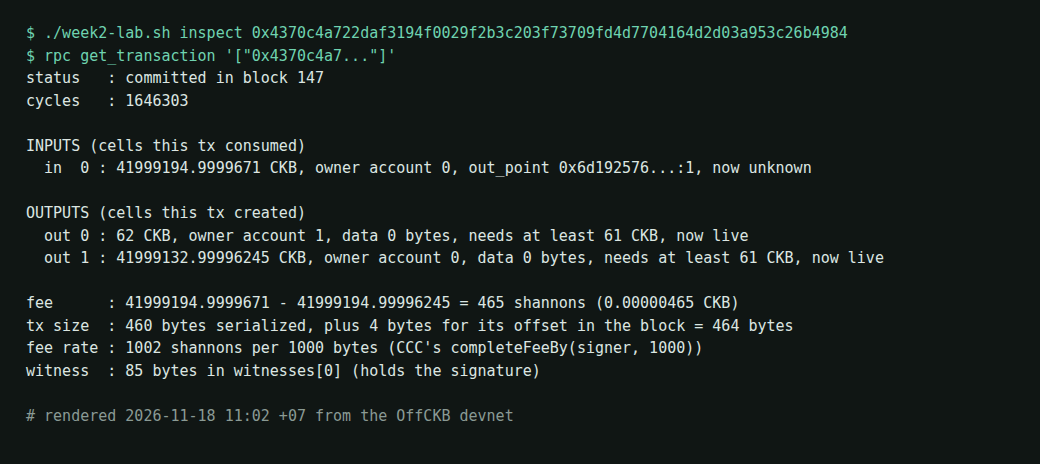 $ ./week2-lab.sh inspect 0x4370c4a722daf3194f0029f2b3c203f73709fd4d7704164d2d03a953c26b4984
$ rpc get_transaction '["0x4370c4a7..."]'
status   : committed in block 147
cycles   : 1646303
INPUTS (cells this tx consumed)
  in  0 : 41999194.9999671 CKB, owner account 0, out_point 0x6d192576...:1, now unknown
OUTPUTS (cells this tx created)
  out 0 : 62 CKB, owner account 1, data 0 bytes, needs at least 61 CKB, now live
  out 1 : 41999132.99996245 CKB, owner account 0, data 0 bytes, needs at least 61 CKB, now live
fee      : 41999194.9999671 - 41999194.99996245 = 465 shannons (0.00000465 CKB)
tx size  : 460 bytes serialized, plus 4 bytes for its offset in the block = 464 bytes
fee rate : 1002 shannons per 1000 bytes (CCC's completeFeeBy(signer, 1000))
witness  : 85 bytes in witnesses[0] (holds the signature)
# rendered 2026-11-18 11:02 +07 from the OffCKB devnet